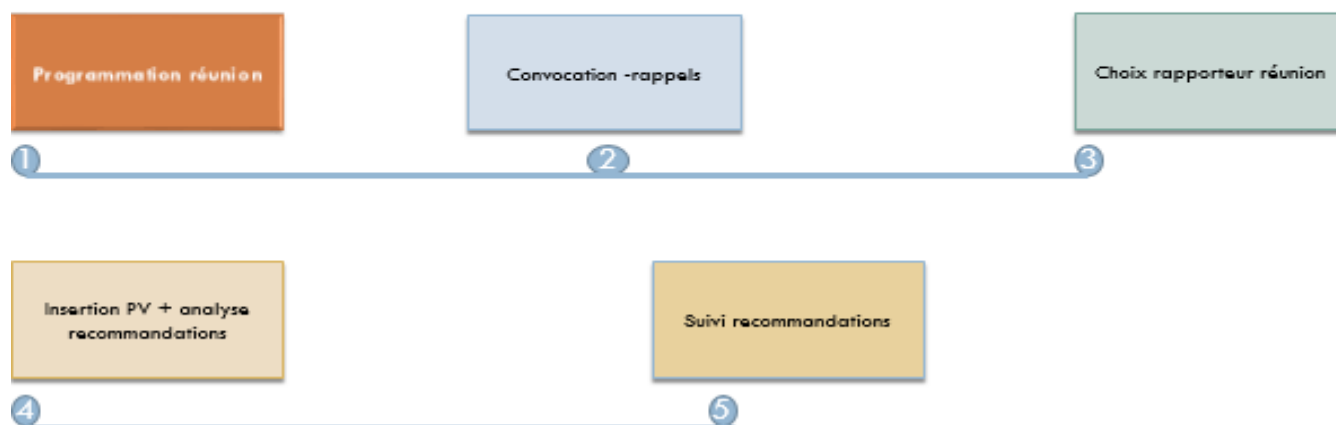 Programmation réunion
Convocation -rappels
Choix rapporteur réunion
1
2
3
Insertion PV + analyse
recommandations
Suivi recommandations
4
5